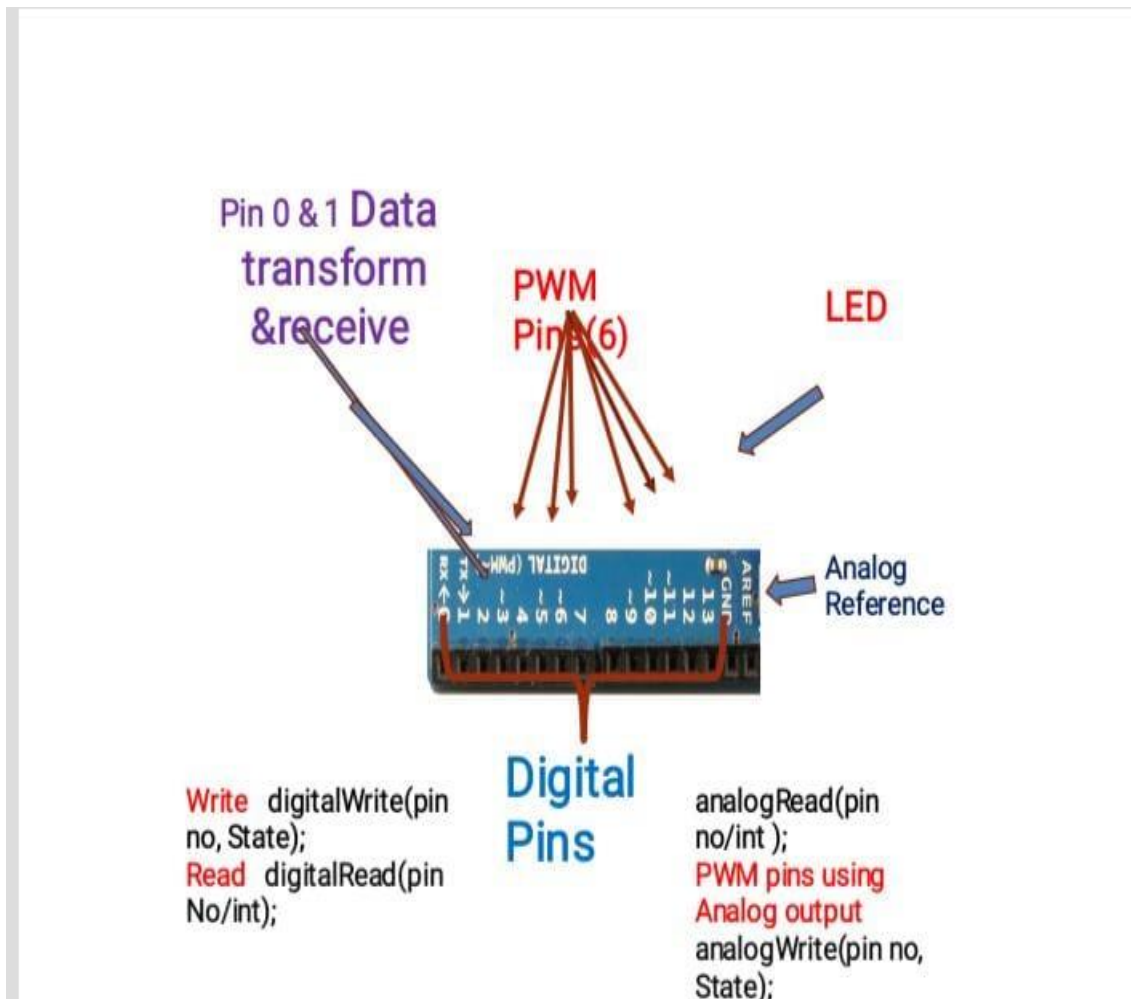 Pin 0 & 1 Data
transform
&receive
PWM
Pins(6)
LED
DIGITAL (PWM~)
RX←0
TX→1
2
~3
4
~5
~6
7
8
~9
~10
~11
12
13
GND
AREF
Analog
Reference
Digital
Pins
Write digitalWrite(pin
no, State);
Read digitalRead(pin
No/int);
analogRead(pin
no/int );
PWM pins using
Analog output
analogWrite(pin no,
State);